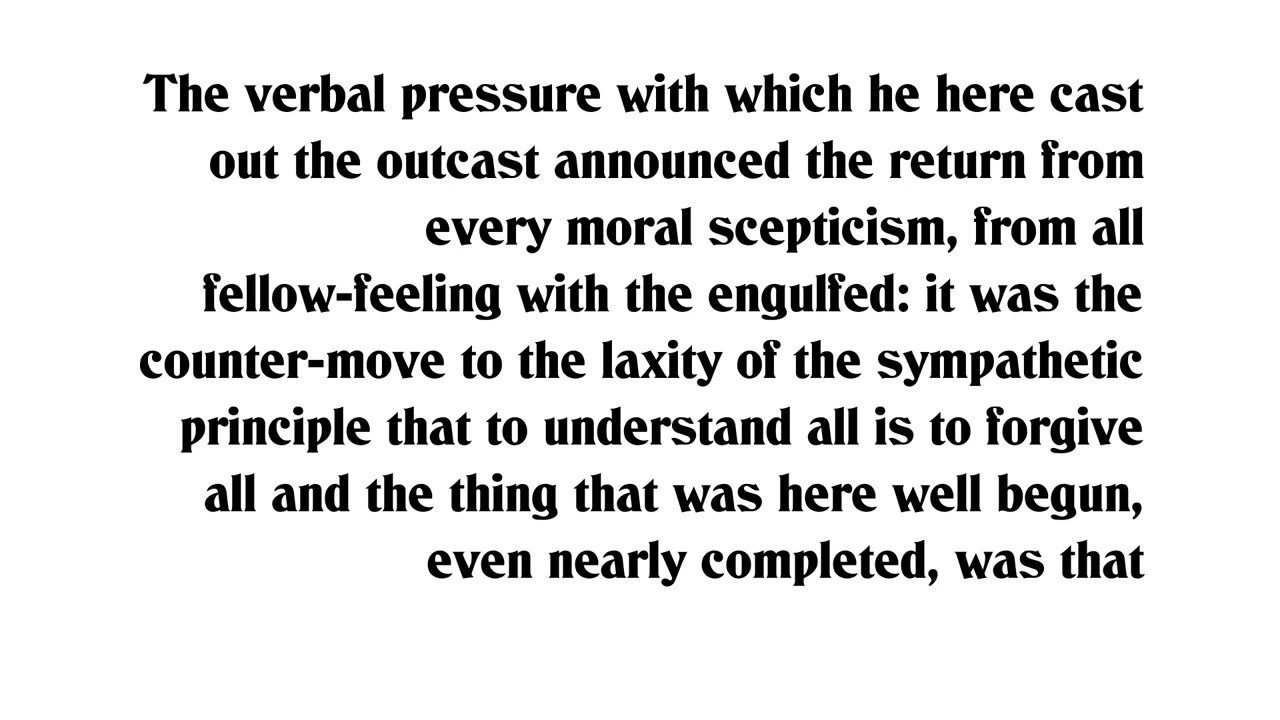 The verbal pressure with which he here cast
out the outcast announced the return from
every moral scepticism, from all
fellow-feeling with the engulfed: it was the
counter-move to the laxity of the sympathetic
principle that to understand all is to forgive
all and the thing that was here well begun,
even nearly completed, was that